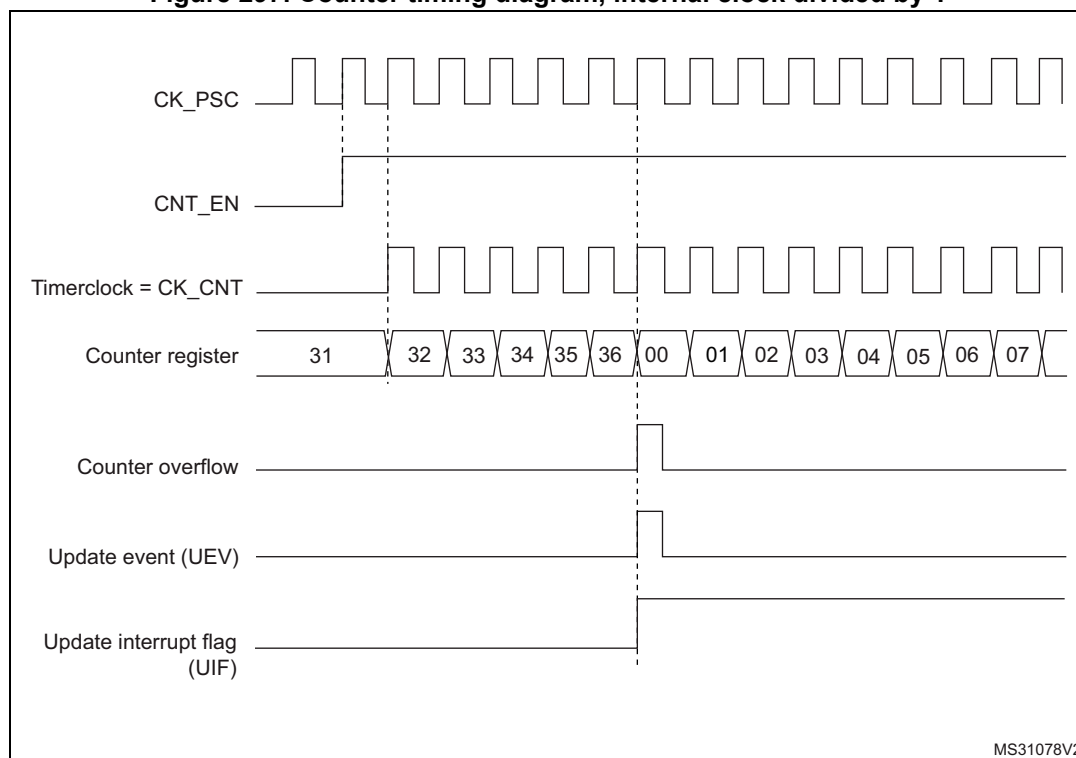 CK_PSC
CNT_EN
Timerclock = CK_CNT
Counter register
31 32 33 34 35 36 00 01 02 03 04 05 06 07
Counter overflow
Update event (UEV)
Update interrupt flag
(UIF)
MS31078V2